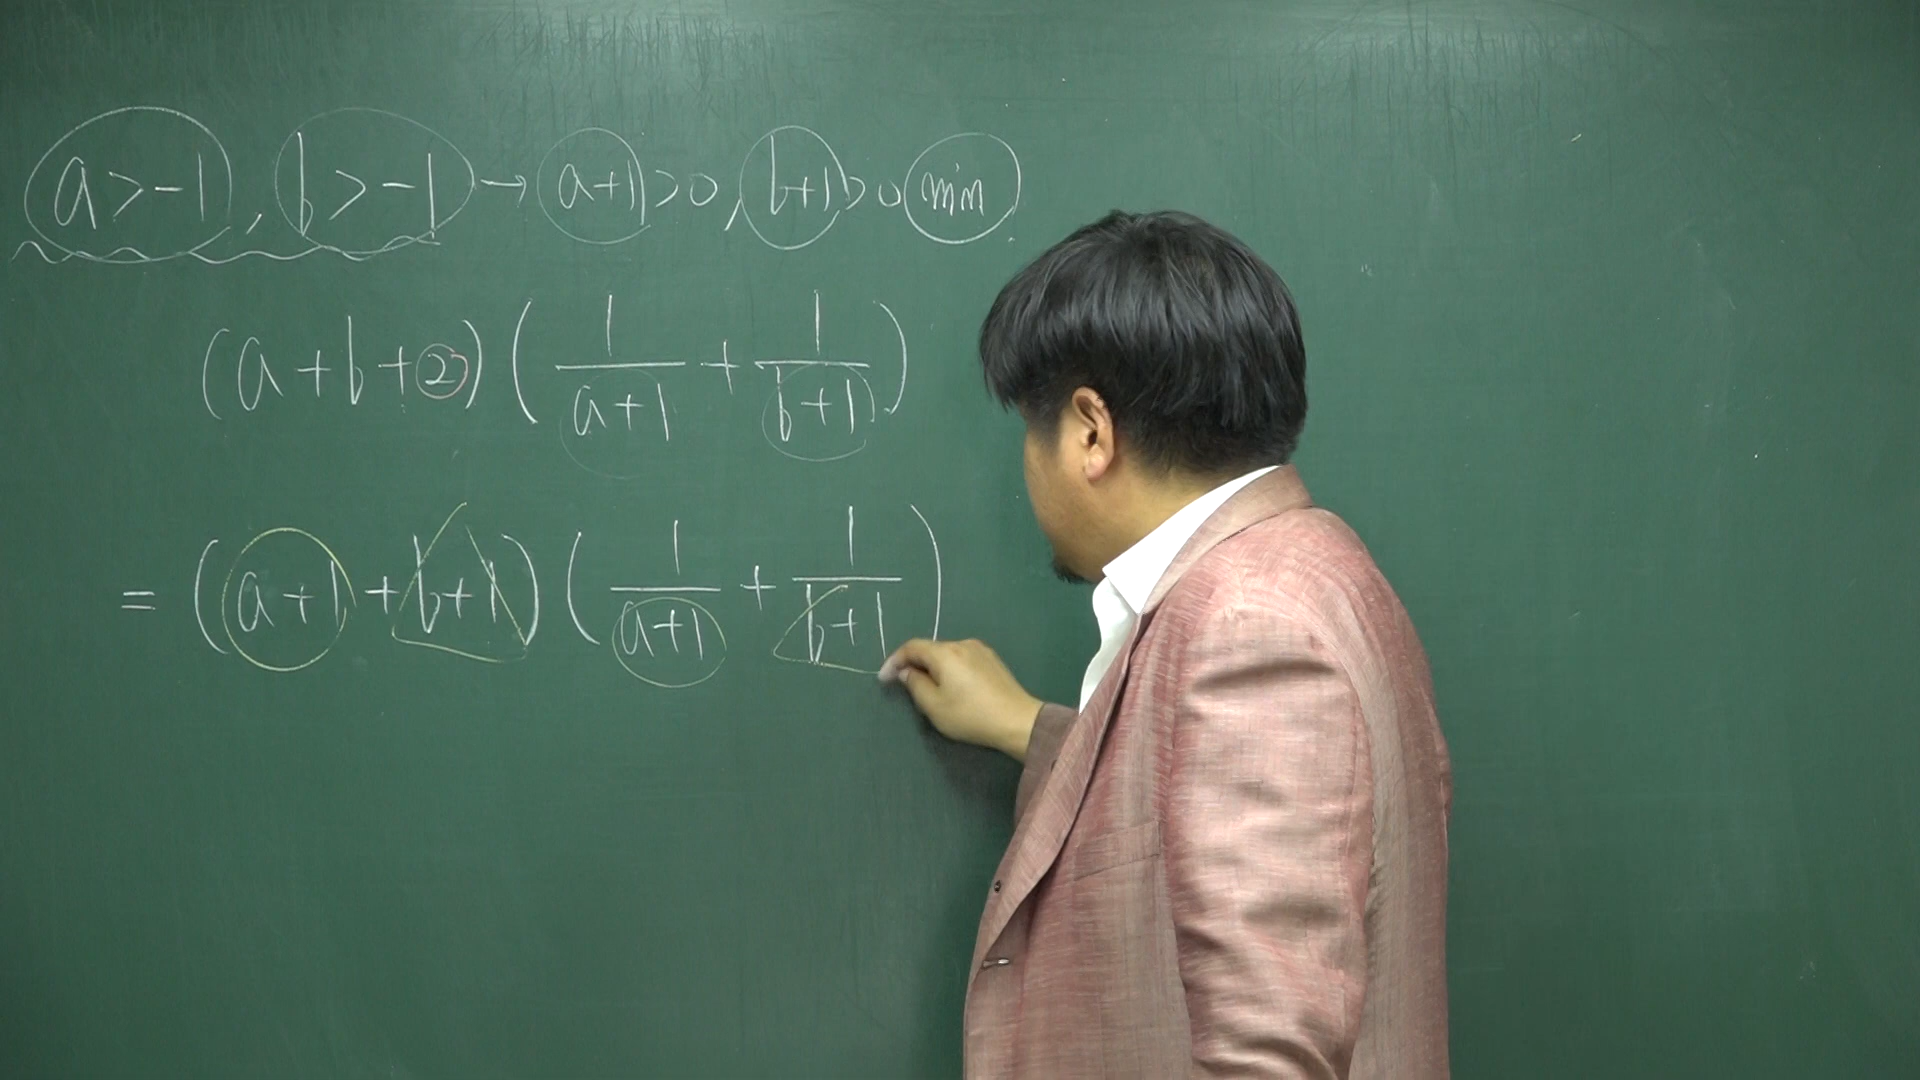 a > -1, b > -1 → a+1 > 0, b+1 > 0 min
(a + b + 2) ( 1/(a+1) + 1/(b+1) )
= (a+1 + b+1) ( 1/(a+1) + 1/(b+1) )